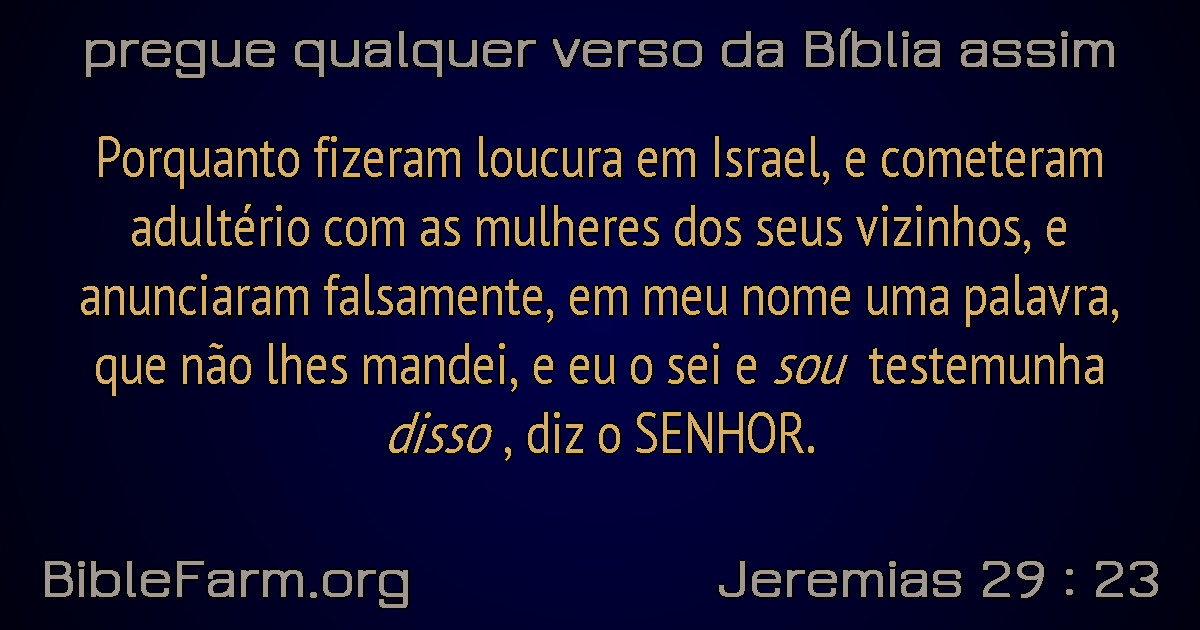 pregue qualquer verso da Bíblia assim
Porquanto fizeram loucura em Israel, e cometeram
adultério com as mulheres dos seus vizinhos, e
anunciaram falsamente, em meu nome uma palavra,
que não lhes mandei, e eu o sei e sou testemunha
disso , diz o SENHOR.
BibleFarm.org
Jeremias 29 : 23